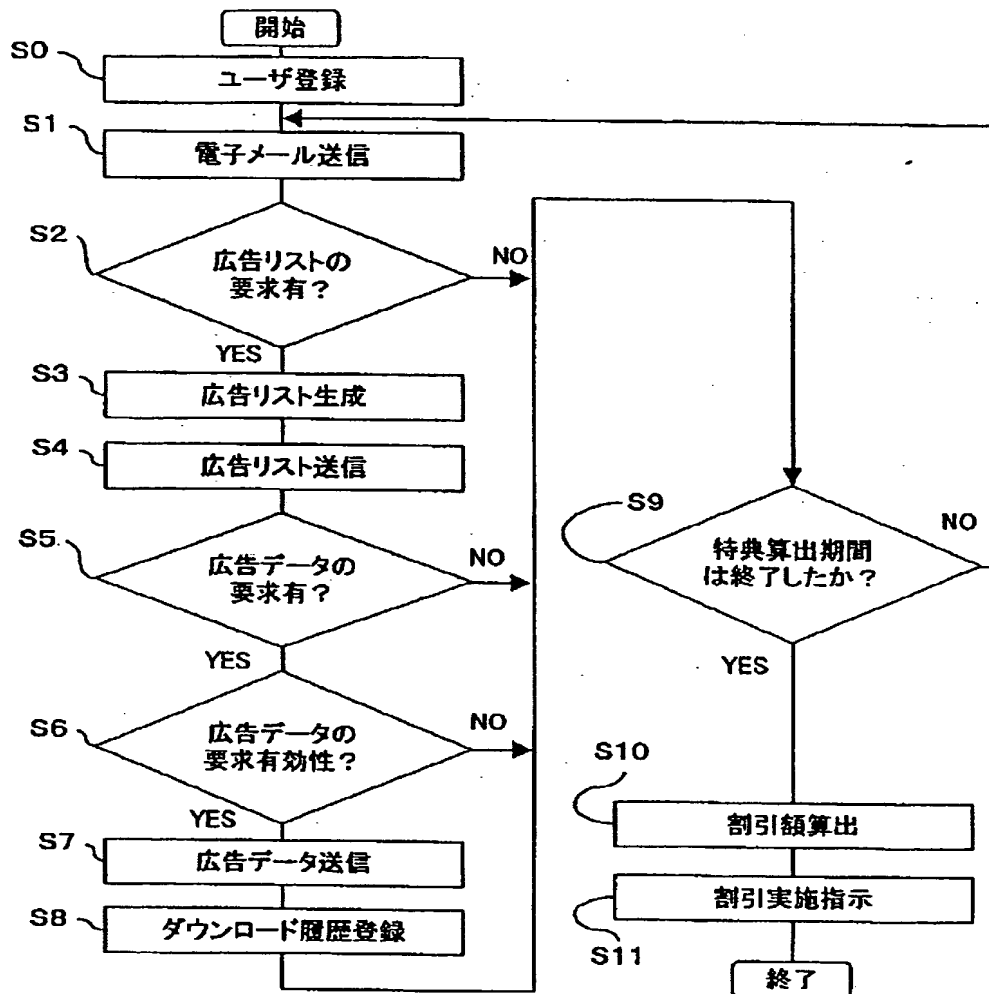 開始
S0
ユーザ登録
S1
電子メール送信
S2
広告リストの
要求有?
NO
YES
S3
広告リスト生成
S4
広告リスト送信
S5
広告データの
要求有?
NO
YES
S6
広告データの
要求有効性?
NO
YES
S7
広告データ送信
S8
ダウンロード履歴登録
S9
特典算出期間
は終了したか?
NO
YES
S10
割引額算出
割引実施指示
S11
終了